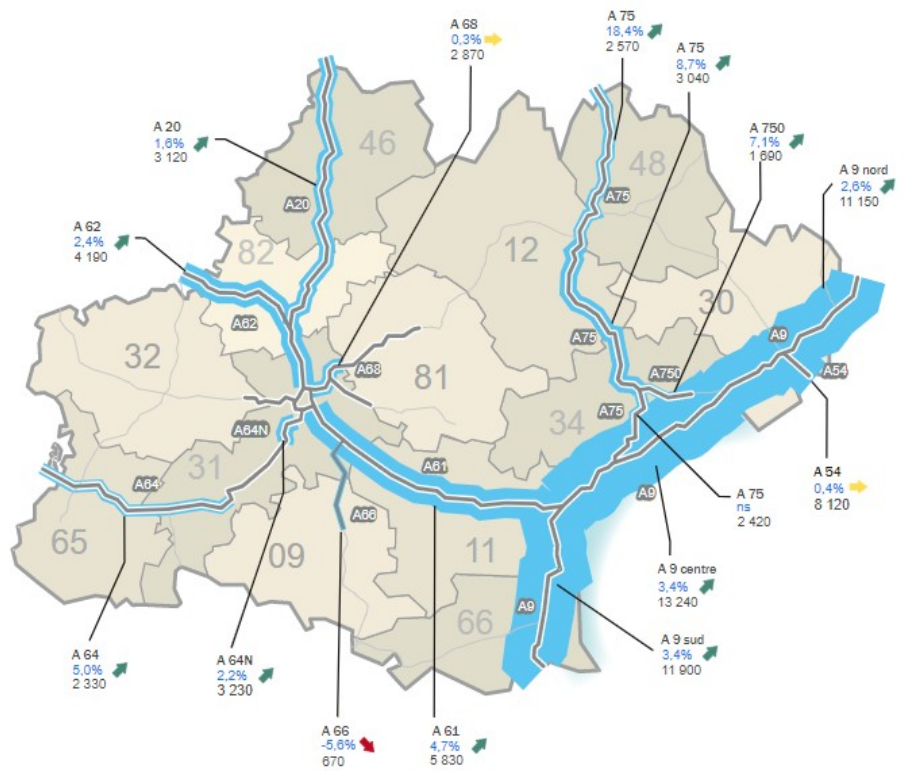 A 75
18,4%
2 570
A 68
0,3%
2 870
A 75
8,7%
3 040
A 20
1,6%
3 120
A 750
7,1%
1 690
A 9 nord
2,6%
11 150
A 62
2,4%
4 190
46
48
A20
A75
82
12
30
A62
A9
32
A75
A68
A750
A54
81
A75
34
A64N
31
A61
A64
A9
A 54
0,4%
8 120
A 75
ns
2 420
A66
65
09
11
A 9 centre
3,4%
13 240
A9
66
A 9 sud
3,4%
11 900
A 64
5,0%
2 330
A 64N
2,2%
3 230
A 66
-5,6%
670
A 61
4,7%
5 830